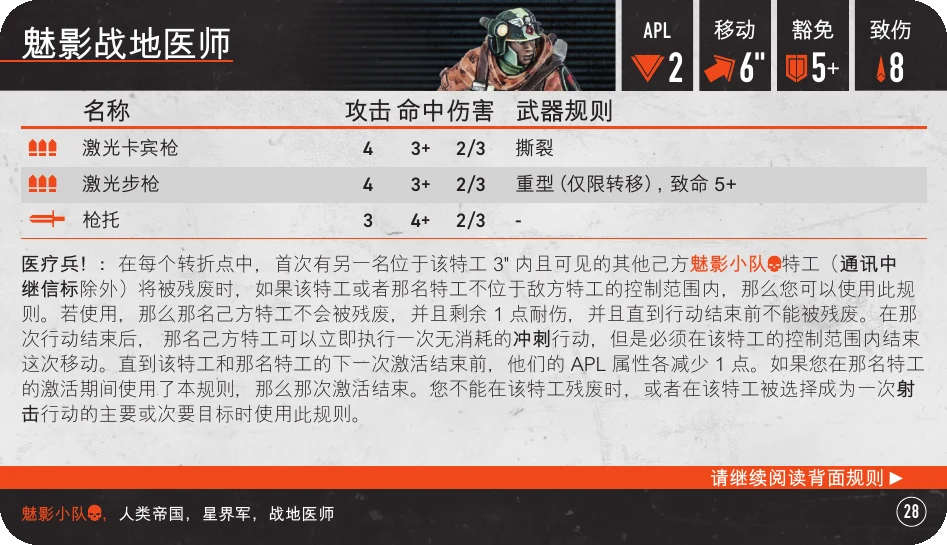 魅影战地医师
APL 移动 豁免 致伤
2 6" 5+ 8
名称 攻击 命中 伤害 武器规则
激光卡宾枪 4 3+ 2/3 撕裂
激光步枪 4 3+ 2/3 重型（仅限转移），致命 5+
枪托 3 4+ 2/3 -
医疗兵！：在每个转折点中，首次有另一名位于该特工 3" 内且可见的其他己方魅影小队特工（通讯中
继信标除外）将被残废时，如果该特工或者那名特工不位于敌方特工的控制范围内，那么您可以使用此规
则。若使用，那么那名己方特工不会被残废，并且剩余 1 点耐伤，并且直到行动结束前不能被残废。在那
次行动结束后， 那名己方特工可以立即执行一次无消耗的冲刺行动，但是必须在该特工的控制范围内结束
这次移动。直到该特工和那名特工的下一次激活结束前，他们的 APL 属性各减少 1 点。如果您在那名特工
的激活期间使用了本规则，那么那次激活结束。您不能在该特工残废时，或者在该特工被选择成为一次射
击行动的主要或次要目标时使用此规则。
请继续阅读背面规则 ▶
魅影小队，人类帝国，星界军，战地医师
28